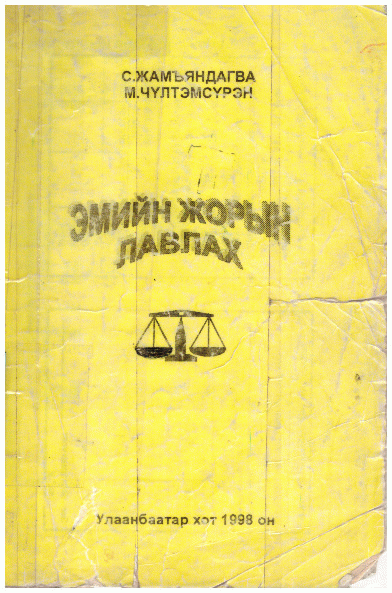 С.ЖАМЪЯНДАГВА
М.ЧҮЛТЭМСҮРЭН
ЭМИЙН ЖОРЫН
ЛАВЛАХ
Улаанбаатар хот 1998 он